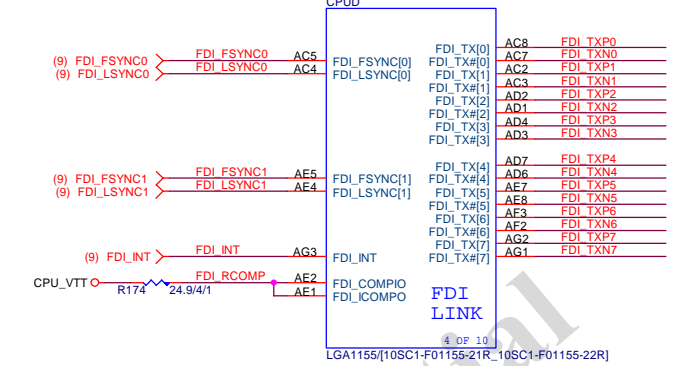 CPUD
(9) FDI_FSYNC0 FDI_FSYNC0 AC5 FDI_FSYNC[0]
(9) FDI_LSYNC0 FDI_LSYNC0 AC4 FDI_LSYNC[0]
FDI_TX[0] AC8 FDI_TXP0
FDI_TX#[0] AC7 FDI_TXN0
FDI_TX[1] AC2 FDI_TXP1
FDI_TX#[1] AC3 FDI_TXN1
FDI_TX[2] AD2 FDI_TXP2
FDI_TX#[2] AD1 FDI_TXN2
FDI_TX[3] AD4 FDI_TXP3
FDI_TX#[3] AD3 FDI_TXN3
(9) FDI_FSYNC1 FDI_FSYNC1 AE5 FDI_FSYNC[1]
(9) FDI_LSYNC1 FDI_LSYNC1 AE4 FDI_LSYNC[1]
FDI_TX[4] AD7 FDI_TXP4
FDI_TX#[4] AD6 FDI_TXN4
FDI_TX[5] AE7 FDI_TXP5
FDI_TX#[5] AE8 FDI_TXN5
FDI_TX[6] AF3 FDI_TXP6
FDI_TX#[6] AF2 FDI_TXN6
FDI_TX[7] AG2 FDI_TXP7
FDI_TX#[7] AG1 FDI_TXN7
(9) FDI_INT FDI_INT AG3 FDI_INT
CPU_VTT R174 24.9/4/1 FDI_RCOMP AE2 FDI_COMPIO
AE1 FDI_ICOMPO
FDI
LINK
4 OF 10
LGA1155/[10SC1-F01155-21R_10SC1-F01155-22R]